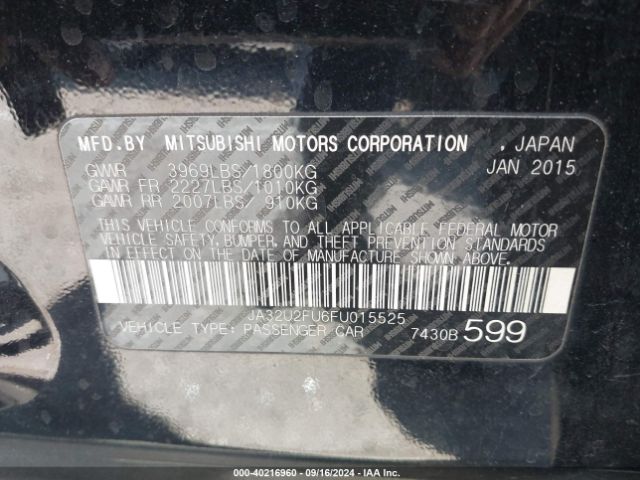 MFD.BY MITSUBISHI MOTORS CORPORATION , JAPAN
GVWR 3969LBS/1800KG JAN 2015
GAWR FR 2227LBS/1010KG
GAWR RR 2007LBS/ 910KG
THIS VEHICLE CONFORMS TO ALL APPLICABLE FEDERAL MOTOR
VEHICLE SAFETY, BUMPER, AND THEFT PREVENTION STANDARDS
IN EFFECT ON THE DATE OF MANUFACTURE SHOWN ABOVE.
JA32U2FU6FU015525
VEHICLE TYPE: PASSENGER CAR 7430B 599
000-40216960 - 09/16/2024 - IAA Inc.